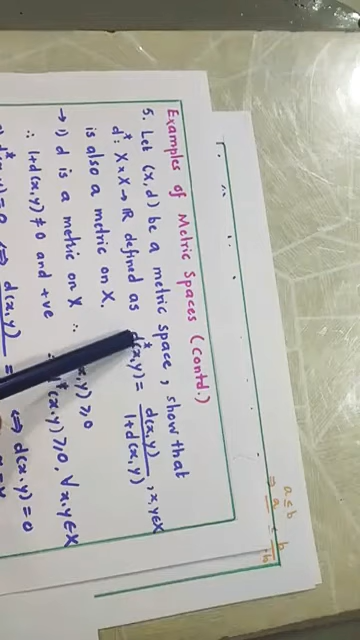 Examples of Metric Spaces (Contd.)
5. Let (x, d) be a metric space, show that
d*: X×X → ℝ defined as d*(x,y) = d(x,y) / 1+d(x,y) , x,y∈X
is also a metric on X.
→ 1) d is a metric on X ∴ x,y) ≥ 0
∴ 1+d(x,y) ≠ 0 and +ve (x,y) ≥ 0, ∀ x,y∈X
d*(x,y) = 0 ⇔ d(x,y) = ⇔ d(x,y) = 0
a ≤ b